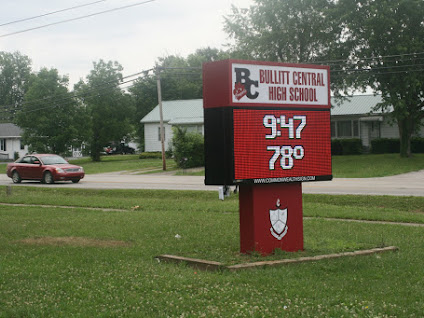 BC
BULLITT CENTRAL
HIGH SCHOOL
9:47
78°
WWW.COMMONWEALTHSIGN.COM